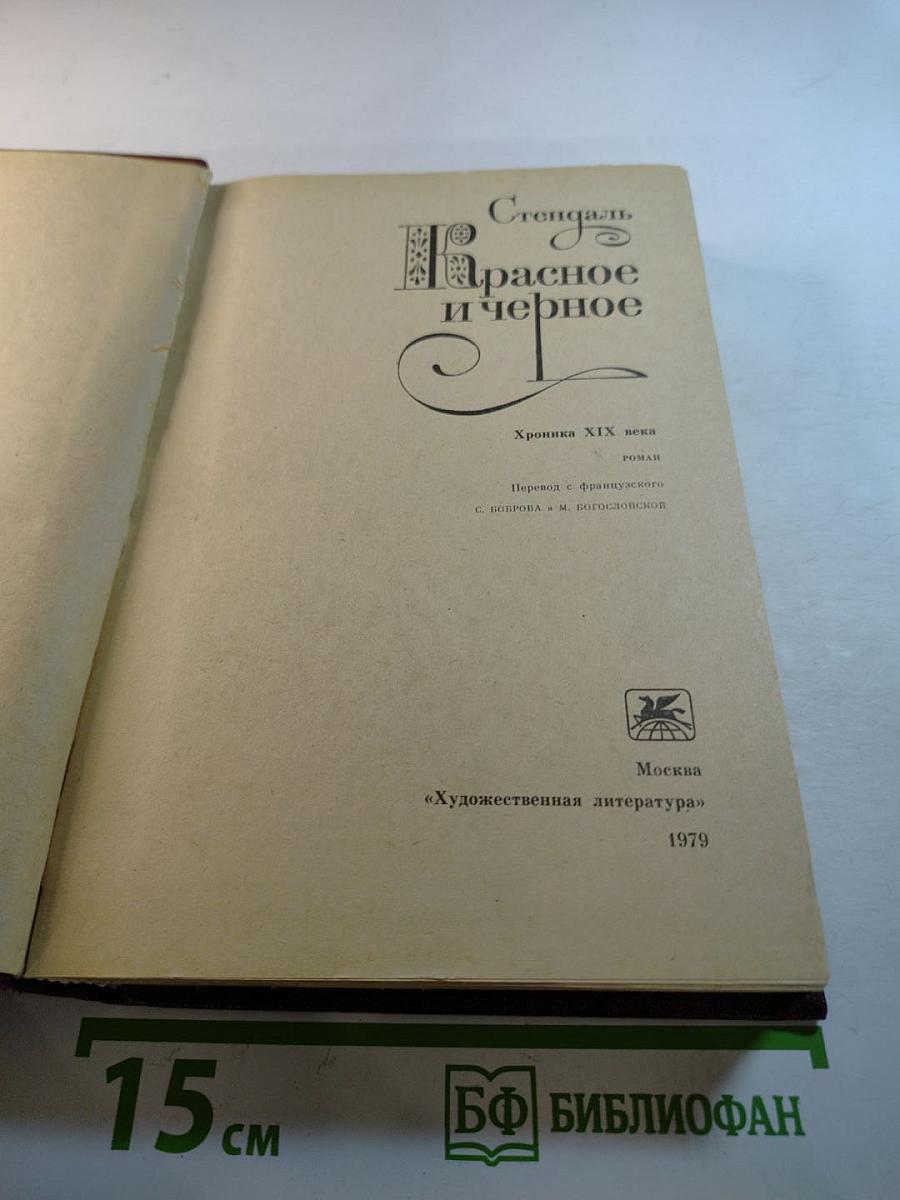 Стендаль
Красное
и черное
Хроника XIX века
РОМАН
Перевод с французского
С. БОБРОВА и М. БОГОСЛОВСКОЙ
Москва
«Художественная литература»
1979
15 см
БФ БИБЛИОФАН